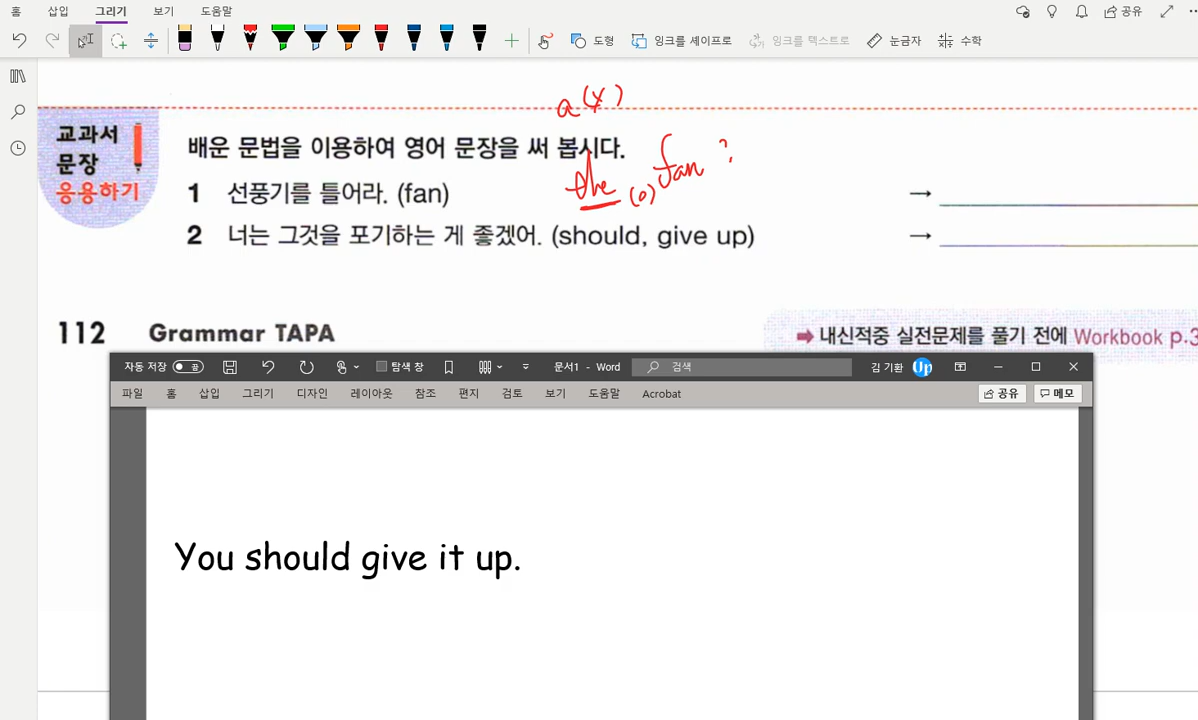 홈 삽입 그리기 보기 도움말
공유
도형 잉크를 셰이프로 잉크를 텍스트로 눈금자 수학
a (X)
교과서
문장
응용하기
배운 문법을 이용하여 영어 문장을 써 봅시다.
the (o) fan ?
1 선풍기를 틀어라. (fan) →
2 너는 그것을 포기하는 게 좋겠어. (should, give up) →
112 Grammar TAPA
➡ 내신적중 실전문제를 풀기 전에 Workbook p.3
자동 저장 끔 탐색 창 문서1 - Word 검색 김 기환 Up
파일 홈 삽입 그리기 디자인 레이아웃 참조 편지 검토 보기 도움말 Acrobat 공유 메모
You should give it up.